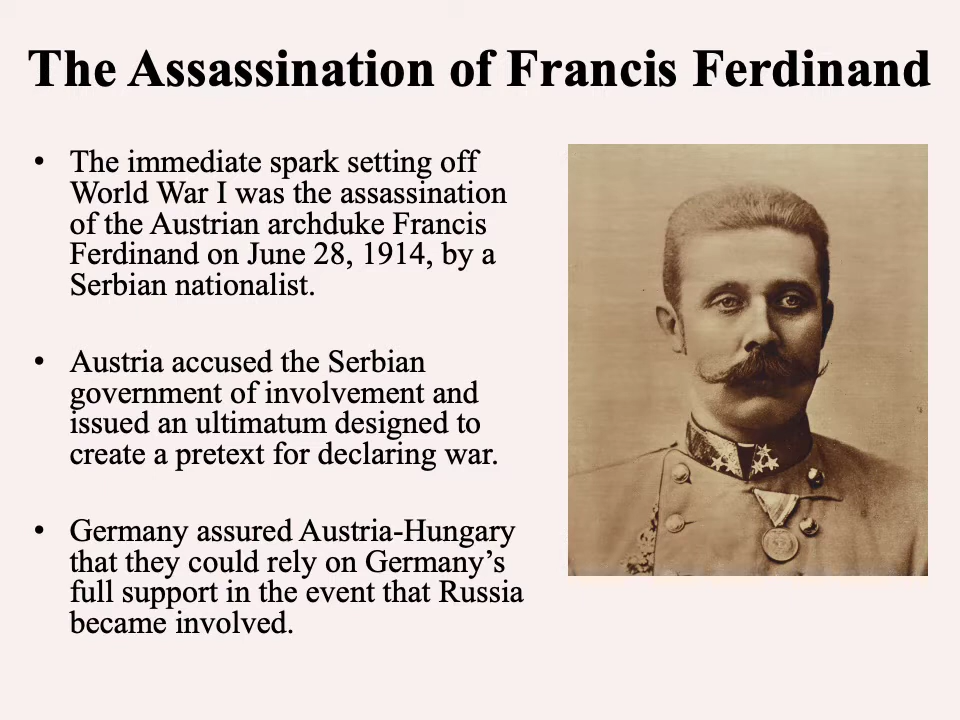 The Assassination of Francis Ferdinand
• The immediate spark setting off
World War I was the assassination
of the Austrian archduke Francis
Ferdinand on June 28, 1914, by a
Serbian nationalist.
• Austria accused the Serbian
government of involvement and
issued an ultimatum designed to
create a pretext for declaring war.
• Germany assured Austria-Hungary
that they could rely on Germany’s
full support in the event that Russia
became involved.